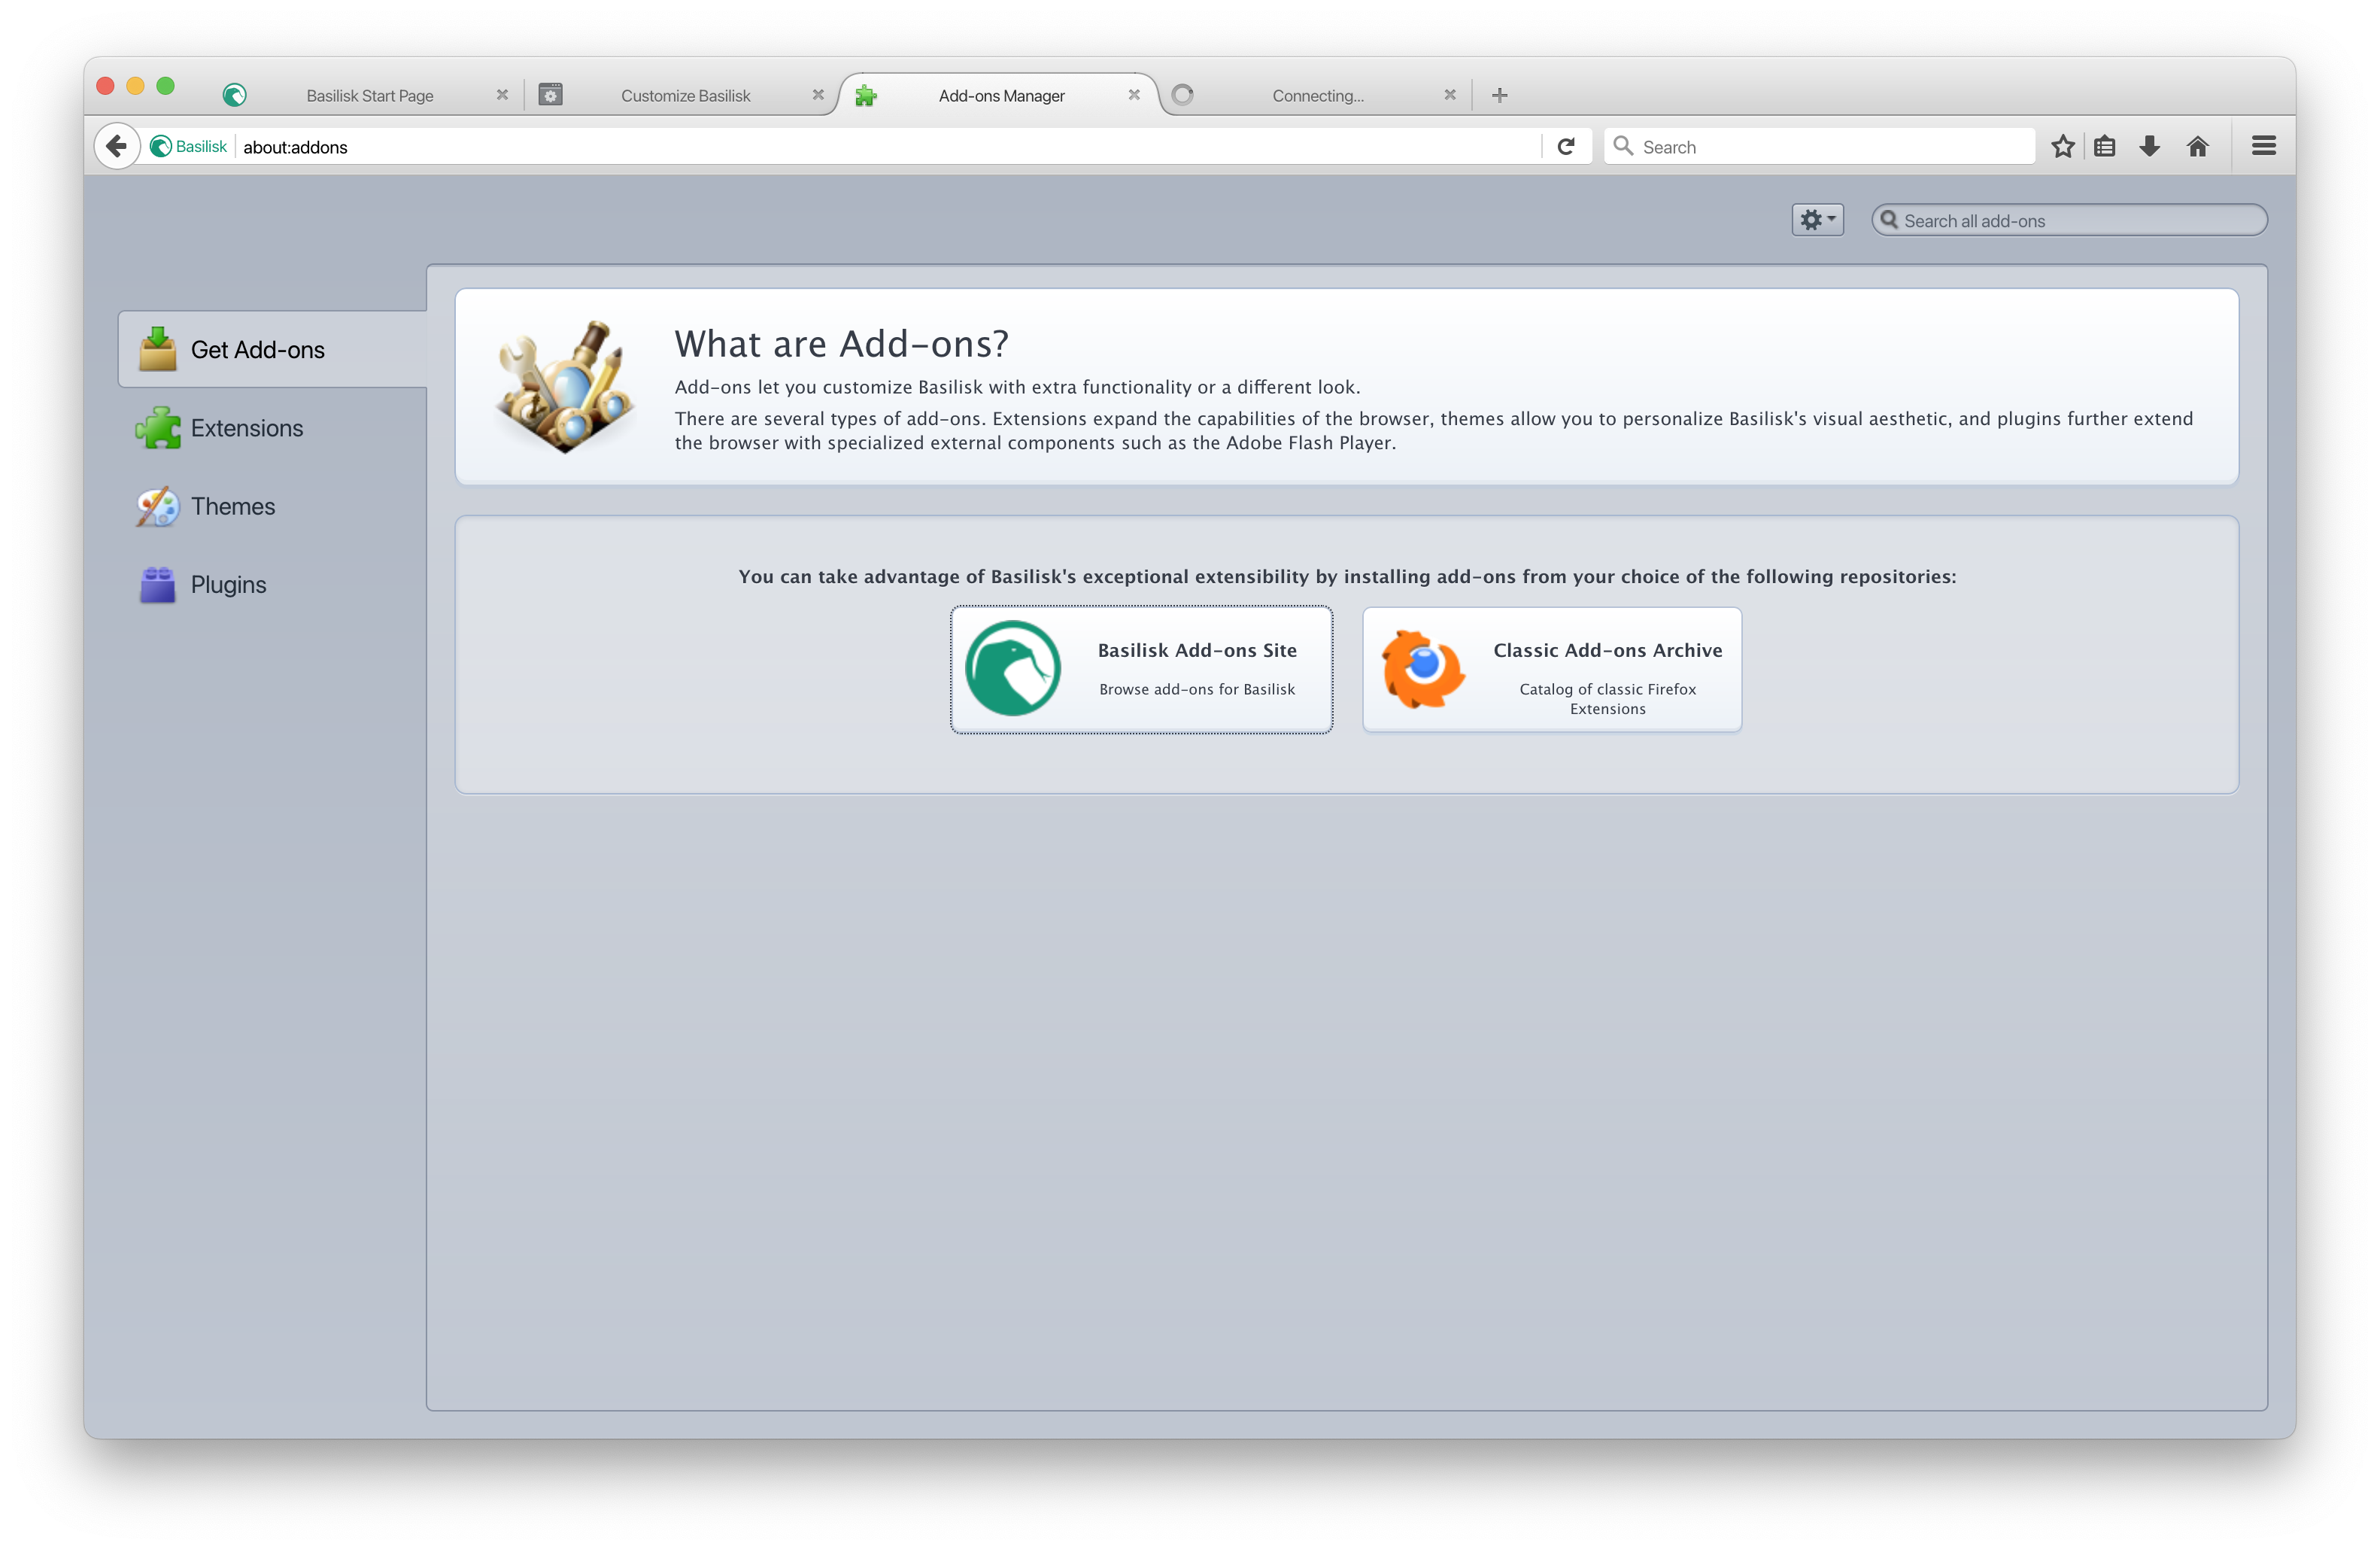 Basilisk Start Page
Customize Basilisk
Add-ons Manager
Connecting...
Basilisk
about:addons
Search
Search all add-ons
Get Add-ons
Extensions
Themes
Plugins
What are Add-ons?
Add-ons let you customize Basilisk with extra functionality or a different look.
There are several types of add-ons. Extensions expand the capabilities of the browser, themes allow you to personalize Basilisk's visual aesthetic, and plugins further extend
the browser with specialized external components such as the Adobe Flash Player.
You can take advantage of Basilisk's exceptional extensibility by installing add-ons from your choice of the following repositories:
Basilisk Add-ons Site
Browse add-ons for Basilisk
Classic Add-ons Archive
Catalog of classic Firefox
Extensions